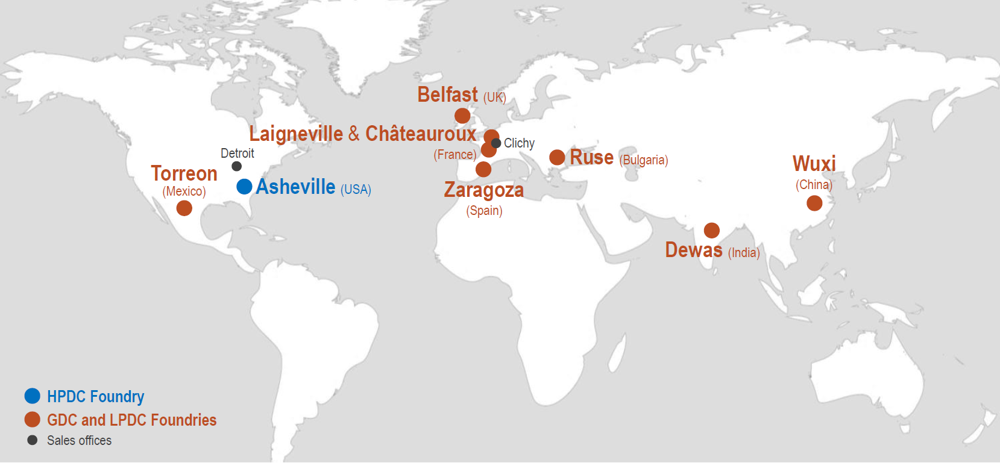 Belfast (UK)
Laigneville & Châteauroux
(France)
Clichy
Detroit
Torreon
(Mexico)
Asheville (USA)
Ruse (Bulgaria)
Zaragoza
(Spain)
Wuxi
(China)
Dewas (India)
HPDC Foundry
GDC and LPDC Foundries
Sales offices